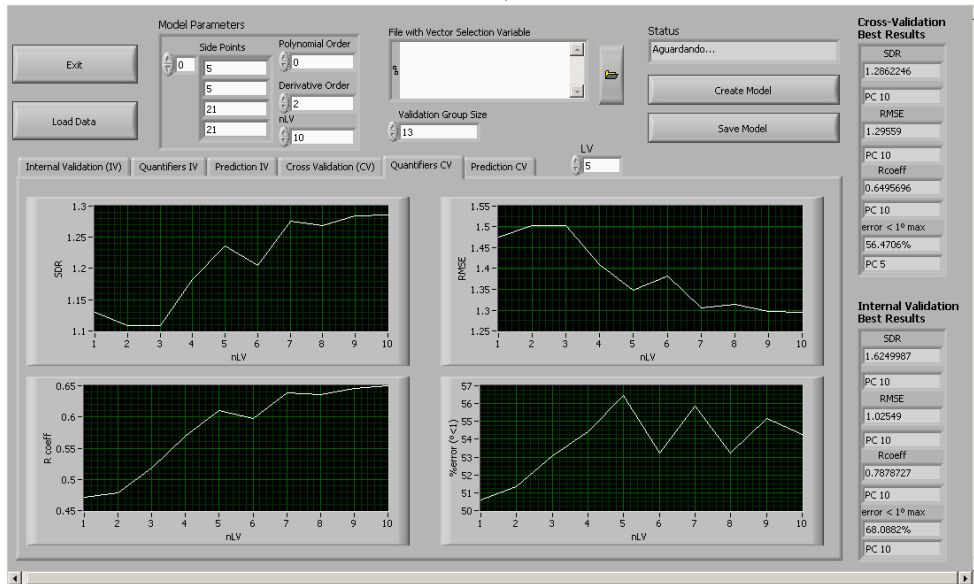 Exit
Load Data
Model Parameters
Side Points
0
5
5
21
21
Polynomial Order
0
Derivative Order
2
nLV
10
File with Vector Selection Variable
Validation Group Size
13
Status
Aguardando...
Create Model
Save Model
LV
5
Internal Validation (IV)
Quantifiers IV
Prediction IV
Cross Validation (CV)
Quantifiers CV
Prediction CV
SDR
1.3
1.25
1.2
1.15
1.1
1 2 3 4 5 6 7 8 9 10
nLV
RMSE
1.55
1.5
1.45
1.4
1.35
1.3
1.25
1 2 3 4 5 6 7 8 9 10
nLV
R coeff
0.65
0.6
0.55
0.5
0.45
1 2 3 4 5 6 7 8 9 10
nLV
%error (º<1)
57
56
55
54
53
52
51
50
1 2 3 4 5 6 7 8 9 10
nLV
Cross-Validation
Best Results
SDR
1.2862246
PC 10
RMSE
1.29559
PC 10
Rcoeff
0.6495696
PC 10
error < 1º max
56.4706%
PC 5
Internal Validation
Best Results
SDR
1.6249987
PC 10
RMSE
1.02549
PC 10
Rcoeff
0.7878727
PC 10
error < 1º max
68.0882%
PC 10